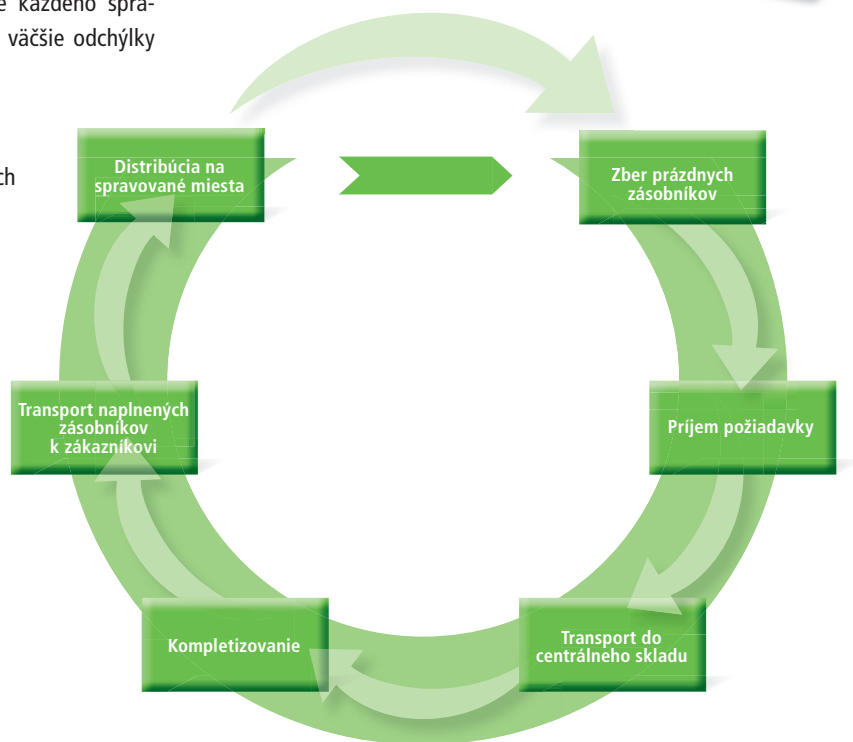 každého sprá-
väčšie odchýlky
ch
Distribúcia na
spravované miesta
Zber prázdnych
zásobníkov
Príjem požiadavky
Transport do
centrálneho skladu
Kompletizovanie
Transport naplnených
zásobníkov
k zákazníkovi